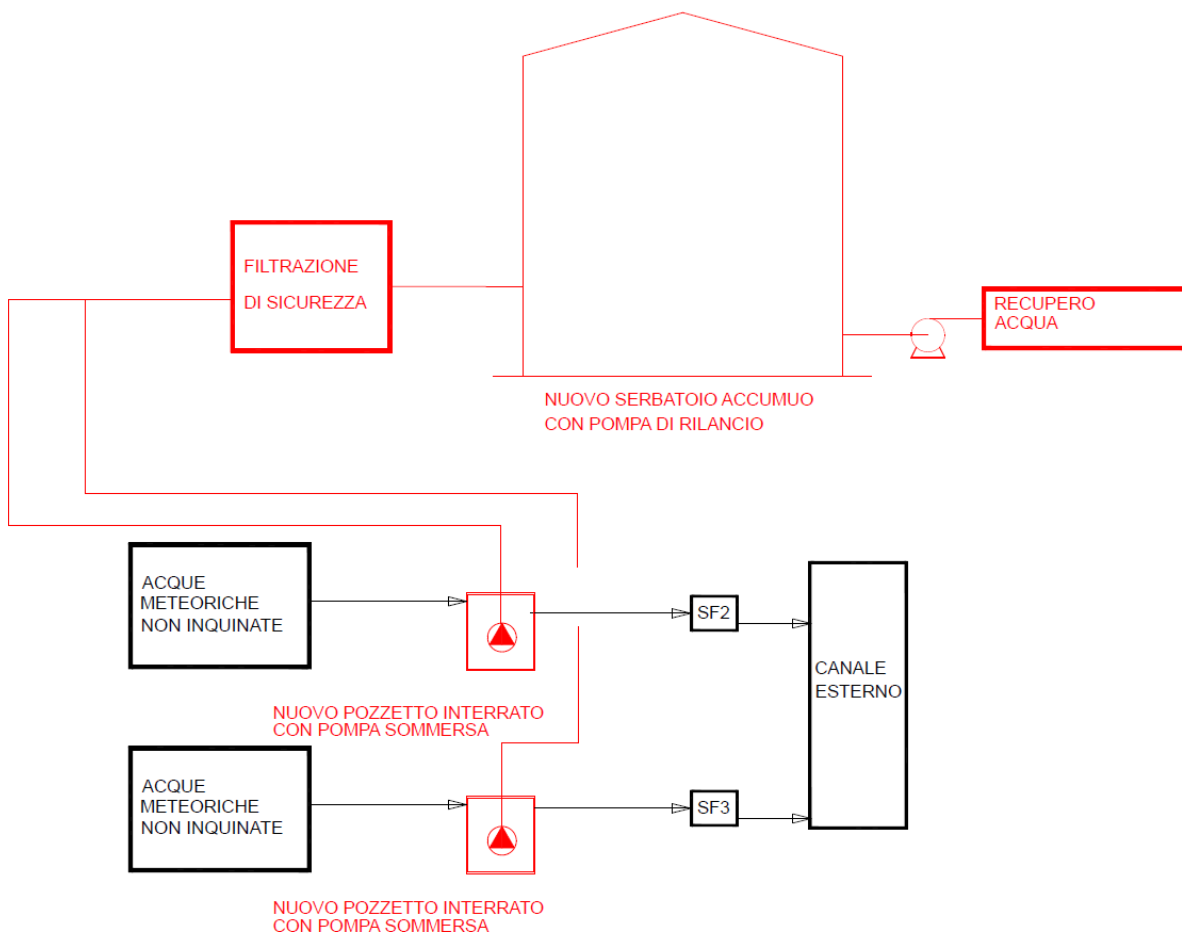 FILTRAZIONE
DI SICUREZZA
RECUPERO
ACQUA
NUOVO SERBATOIO ACCUMUO
CON POMPA DI RILANCIO
ACQUE
METEORICHE
NON INQUINATE
SF2
CANALE
ESTERNO
NUOVO POZZETTO INTERRATO
CON POMPA SOMMERSA
ACQUE
METEORICHE
NON INQUINATE
SF3
NUOVO POZZETTO INTERRATO
CON POMPA SOMMERSA